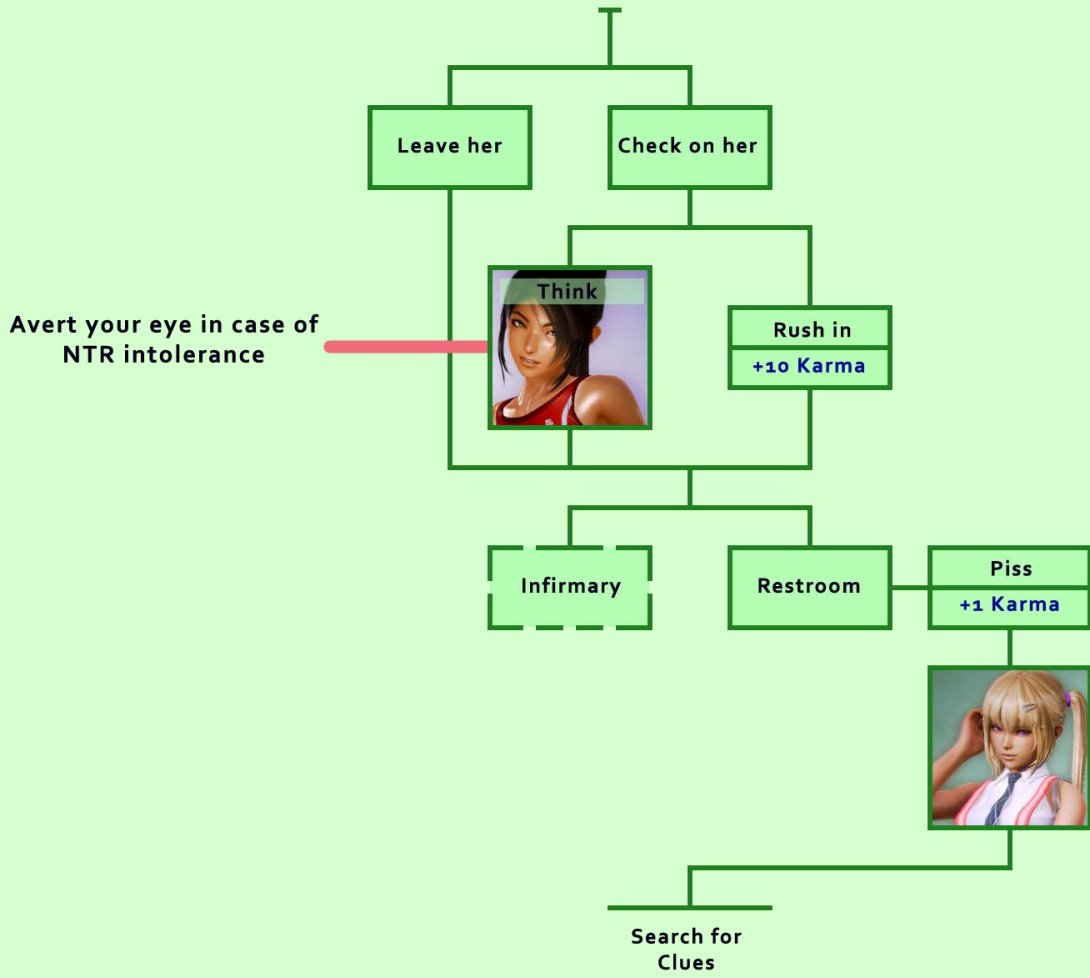 Leave her
Check on her
Think
Avert your eye in case of
NTR intolerance
Rush in
+10 Karma
Infirmary
Restroom
Piss
+1 Karma
Search for
Clues